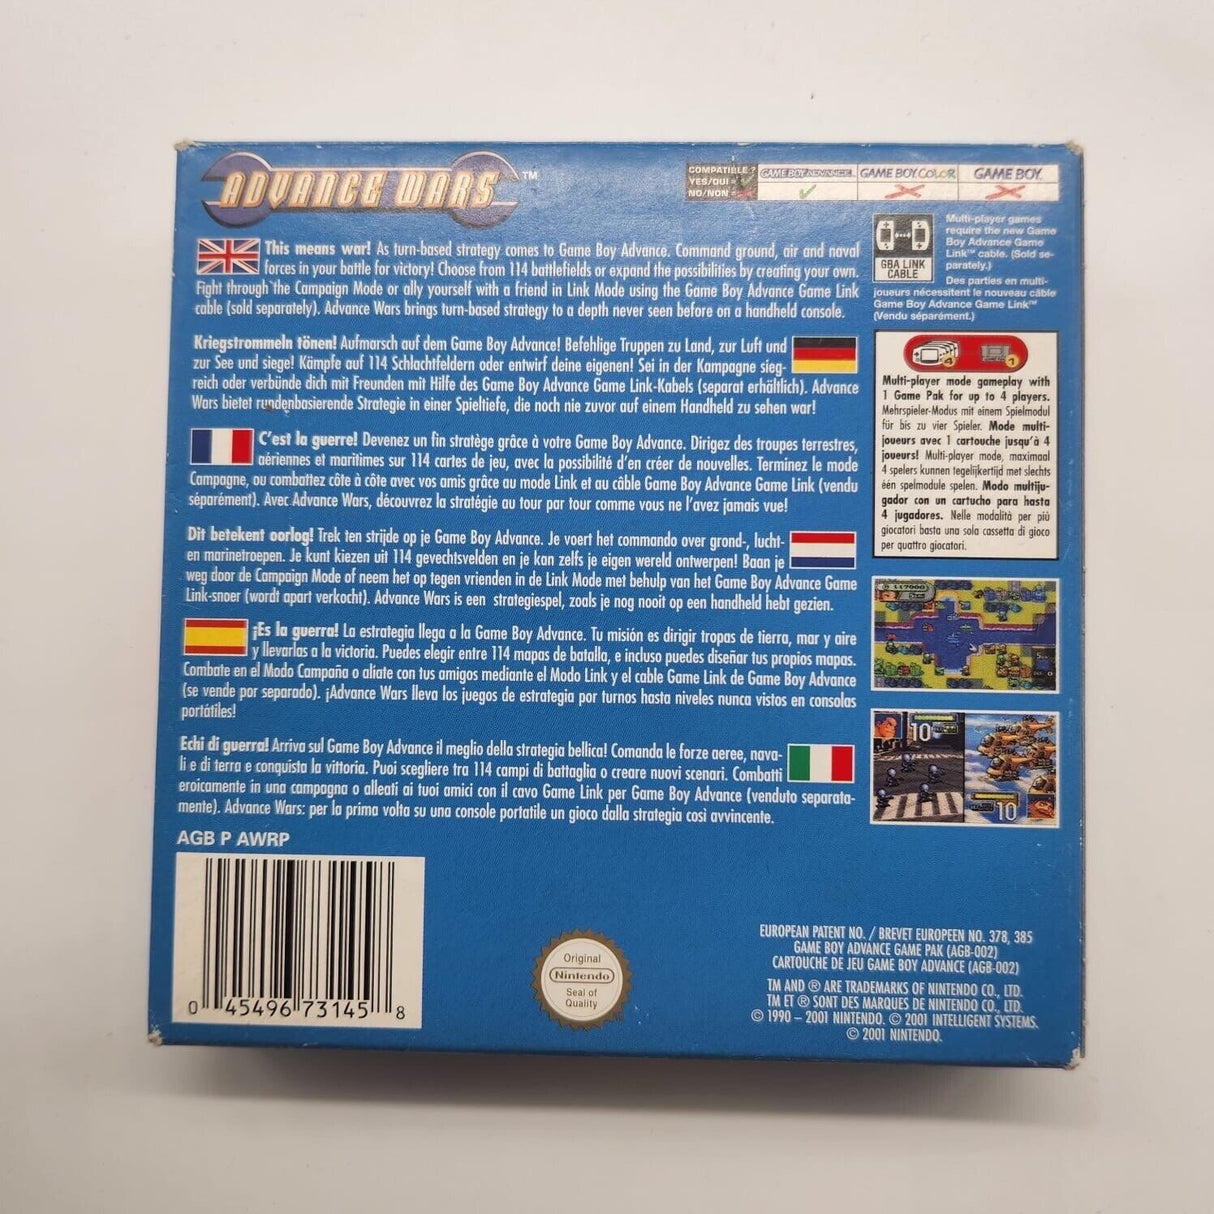 ADVANCE WARS™
This means war! As turn-based strategy comes to Game Boy Advance. Command ground, air and naval
forces in your battle for victory! Choose from 114 battlefields or expand the possibilities by creating your own.
Fight through the Campaign Mode or ally yourself with a friend in Link Mode using the Game Boy Advance Game Link
cable (sold separately). Advance Wars brings turn-based strategy to a depth never seen before on a handheld console.
Kriegstrommeln tönen! Aufmarsch auf dem Game Boy Advance! Befehlige Truppen zu Land, zur Luft und
zur See und siege! Kämpfe auf 114 Schlachtfeldern oder entwirf deine eigenen! Sei in der Kampagne sieg-
reich oder verbünde dich mit Freunden mit Hilfe des Game Boy Advance Game Link-Kabels (separat erhältlich). Advance
Wars bietet rundenbasierende Strategie in einer Spieltiefe, die noch nie zuvor auf einem Handheld zu sehen war!
C'est la guerre! Devenez un fin stratège grâce à votre Game Boy Advance. Dirigez des troupes terrestres,
aériennes et maritimes sur 114 cartes de jeu, avec la possibilité d'en créer de nouvelles. Terminez le mode
Campagne, ou combattez côte à côte avec vos amis grâce au mode Link et au câble Game Boy Advance Game Link (vendu
séparément). Avec Advance Wars, découvrez la stratégie au tour par tour comme vous ne l'avez jamais vue!
Dit betekent oorlog! Trek ten strijde op je Game Boy Advance. Je voert het commando over grond-, lucht-
en marinetroepen. Je kunt kiezen uit 114 gevechtsvelden en je kan zelfs je eigen wereld ontwerpen! Baan je
weg door de Campaign Mode of neem het op tegen vrienden in de Link Mode met behulp van het Game Boy Advance Game
Link-snoer (wordt apart verkocht). Advance Wars is een strategiespel, zoals je nog nooit op een handheld hebt gezien.
¡Es la guerra! La estrategia llega a la Game Boy Advance. Tu misión es dirigir tropas de tierra, mar y aire
y llevarlas a la victoria. Puedes elegir entre 114 mapas de batalla, e incluso puedes diseñar tus propios mapas.
Combate en el Modo Campaña o aliate con tus amigos mediante el Modo Link y el cable Game Link de Game Boy Advance
(se vende por separado). ¡Advance Wars lleva los juegos de estrategia por turnos hasta niveles nunca vistos en consolas
portátiles!
Echi di guerra! Arriva sul Game Boy Advance il meglio della strategia bellica! Comanda le forze aeree, nava-
li e di terra e conquista la vittoria. Puoi scegliere tra 114 campi di battaglia o creare nuovi scenari. Combatti
eroicamente in una campagna o alleati ai tuoi amici con il cavo Game Link per Game Boy Advance (venduto separata-
mente). Advance Wars: per la prima volta su una console portatile un gioco dalla strategia così avvincente.
AGB P AWRP
0 45496 73145 8
Original
Nintendo
Seal of
Quality
COMPATIBLE ?
YES/OUI =
NO/NON =
GAME BOY ADVANCE
GAME BOY COLOR
GAME BOY
GBA LINK
CABLE
Multi-player games
require the new Game
Boy Advance Game
Link™ cable. (Sold se-
parately.)
Des parties en multi-
joueurs nécessitent le nouveau câble
Game Boy Advance Game Link™
(Vendu séparément.)
4
1
Multi-player mode gameplay with
1 Game Pak for up to 4 players.
Mehrspieler-Modus mit einem Spielmodul
für bis zu vier Spieler. Mode multi-
joueurs avec 1 cartouche jusqu'à 4
joueurs! Multi-player mode, maximaal
4 spelers kunnen tegelijkertijd met slechts
één spelmodule spelen. Modo multiju-
gador con un cartucho para hasta
4 jugadores. Nelle modalità per più
giocatori basta una sola cassetta di gioco
per quattro giocatori.
10
10
EUROPEAN PATENT NO. / BREVET EUROPEEN NO. 378, 385
GAME BOY ADVANCE GAME PAK (AGB-002)
CARTOUCHE DE JEU GAME BOY ADVANCE (AGB-002)
TM AND ® ARE TRADEMARKS OF NINTENDO CO., LTD.
TM ET ® SONT DES MARQUES DE NINTENDO CO., LTD.
© 1990 – 2001 NINTENDO. © 2001 INTELLIGENT SYSTEMS.
© 2001 NINTENDO.